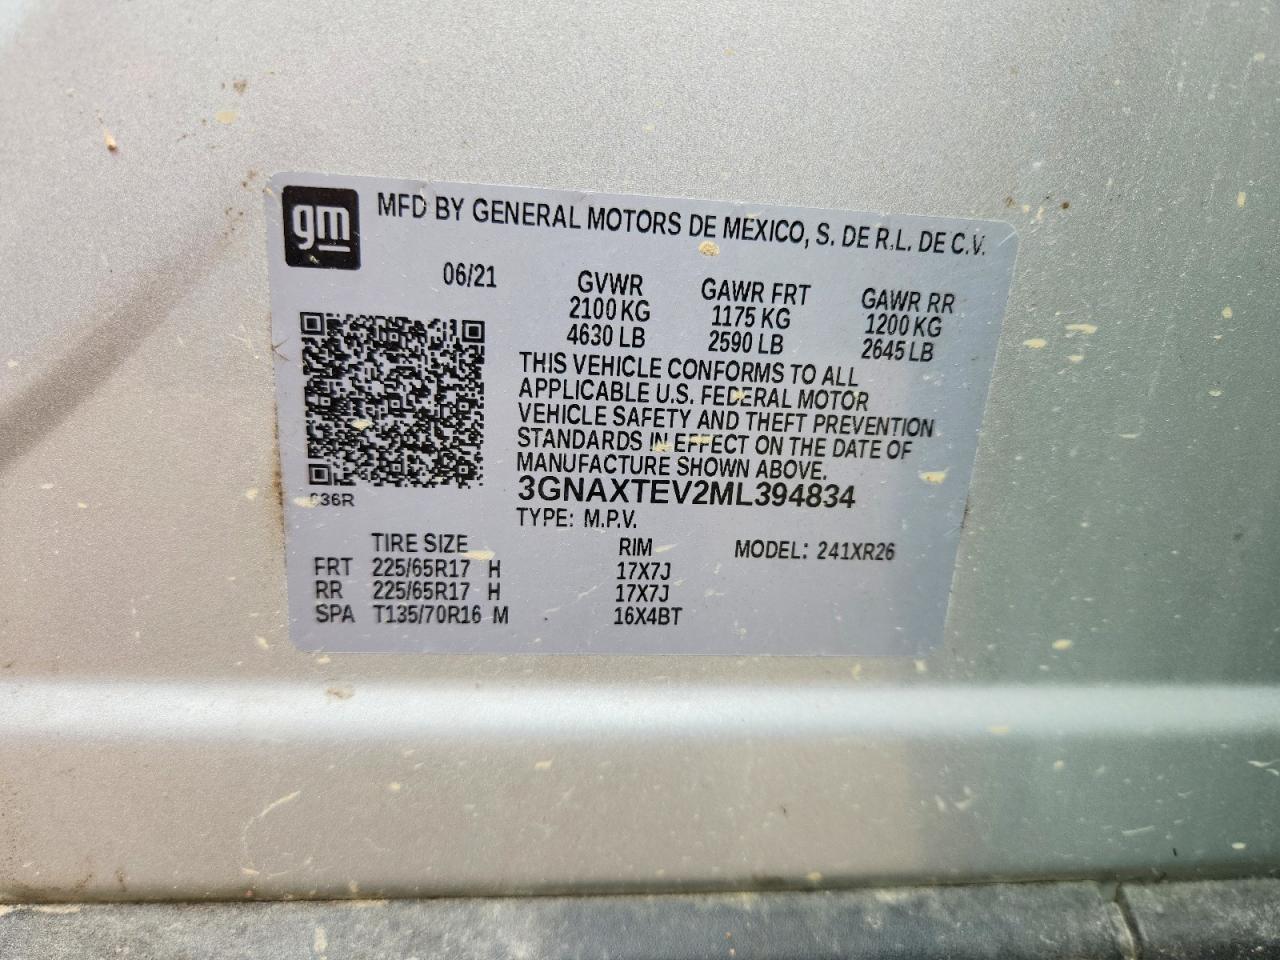 gm
MFD BY GENERAL MOTORS DE MEXICO, S. DE R.L. DE C.V.
06/21
GVWR GAWR FRT GAWR RR
2100 KG 1175 KG 1200 KG
4630 LB 2590 LB 2645 LB
THIS VEHICLE CONFORMS TO ALL
APPLICABLE U.S. FEDERAL MOTOR
VEHICLE SAFETY AND THEFT PREVENTION
STANDARDS IN EFFECT ON THE DATE OF
MANUFACTURE SHOWN ABOVE.
3GNAXTEV2ML394834
TYPE: M.P.V.
TIRE SIZE RIM MODEL: 241XR26
FRT 225/65R17 H 17X7J
RR 225/65R17 H 17X7J
SPA T135/70R16 M 16X4BT